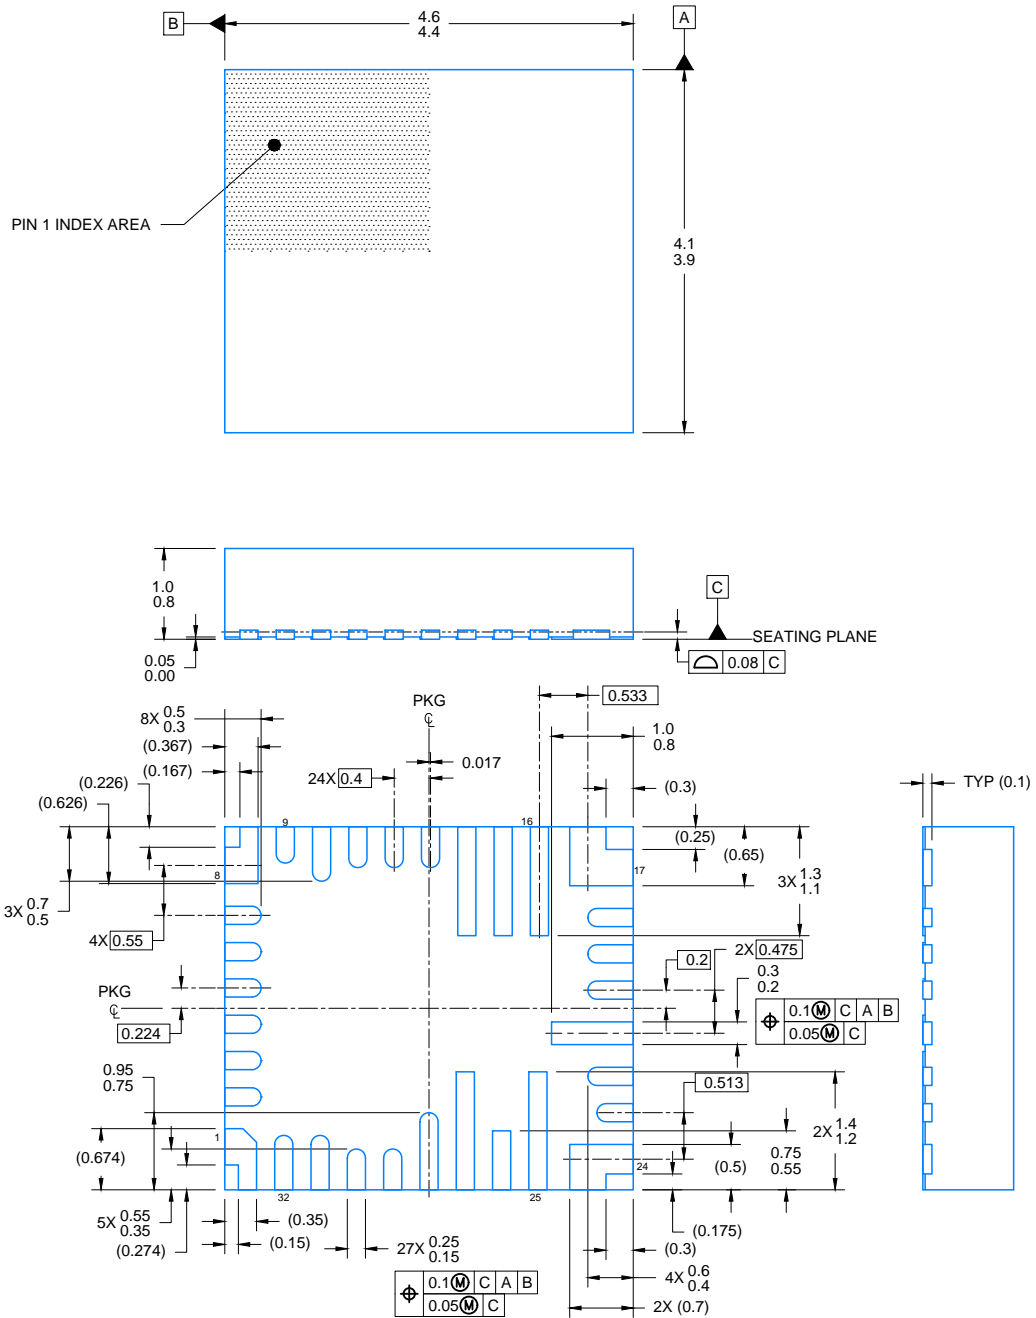 B
4.6
4.4
A
PIN 1 INDEX AREA
4.1
3.9
1.0
0.8
C
SEATING PLANE
0.05
0.00
0.08 C
PKG
℄
0.533
8X 0.5
0.3
1.0
0.8
(0.367)
0.017
(0.167)
24X 0.4
TYP (0.1)
(0.226)
(0.3)
(0.626)
9
16
(0.25)
(0.65)
8
17
3X 0.7
0.5
3X 1.3
1.1
4X 0.55
2X 0.475
0.2
0.3
0.2
PKG
℄
0.1 Ⓜ C A B
0.05 Ⓜ C
0.224
0.95
0.75
0.513
1
2X 1.4
1.2
(0.674)
0.75
0.55
(0.5)
24
32
25
5X 0.55
0.35
(0.35)
(0.175)
(0.274)
(0.15)
27X 0.25
0.15
(0.3)
0.1 Ⓜ C A B
0.05 Ⓜ C
4X 0.6
0.4
2X (0.7)